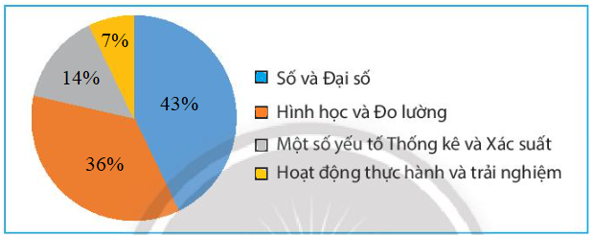 7%
14%
43%
36%
Số và Đại số
Hình học và Đo lường
Một số yếu tố Thống kê và Xác suất
Hoạt động thực hành và trải nghiệm